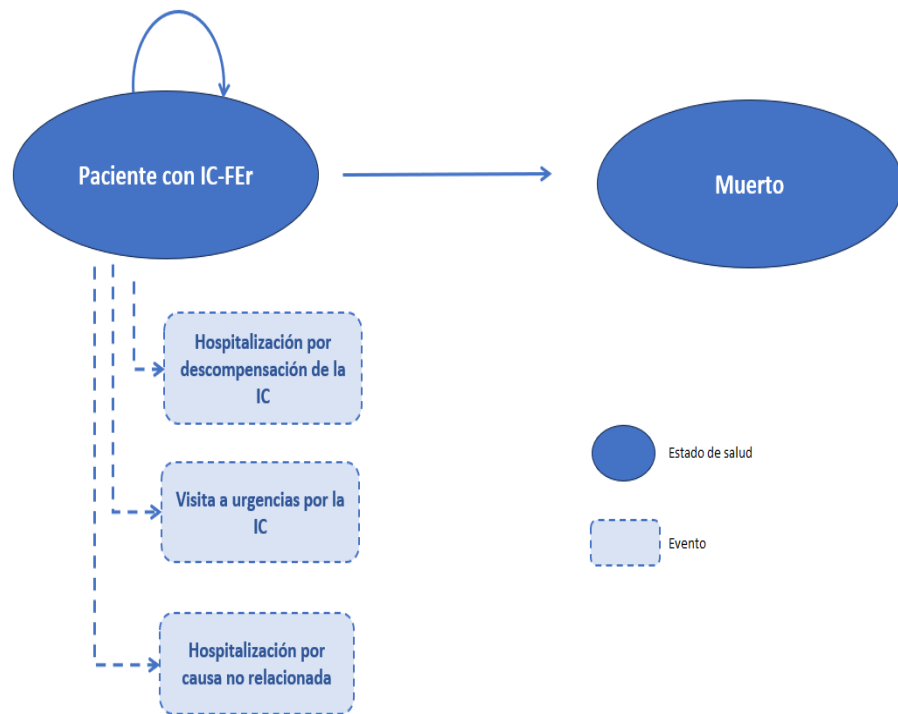 Paciente con IC-FEr
Muerto
Hospitalización por
descompensación de la
IC
Visita a urgencias por la
IC
Hospitalización por
causa no relacionada
Estado de salud
Evento